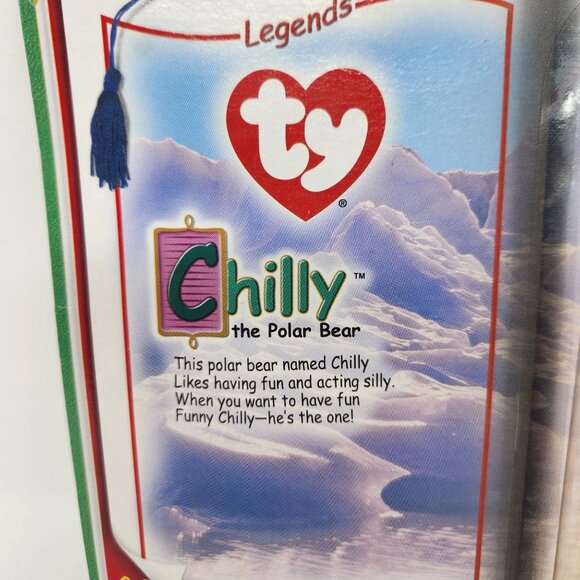 Legends
ty
®
Chilly™
the Polar Bear
This polar bear named Chilly
Likes having fun and acting silly.
When you want to have fun
Funny Chilly—he's the one!